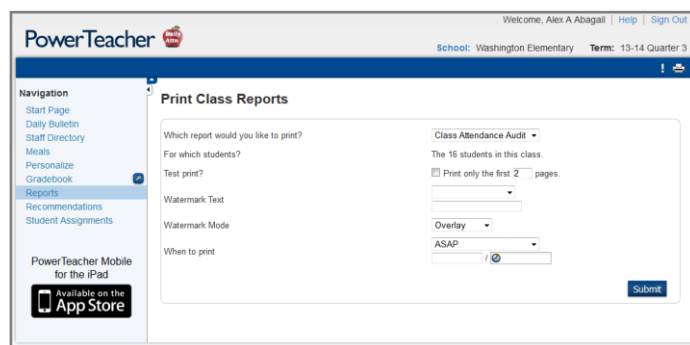 Welcome, Alex A Abagail | Help | Sign Out
PowerTeacher
School: Washington Elementary Term: 13-14 Quarter 3
!
Navigation
Start Page
Daily Bulletin
Staff Directory
Meals
Personalize
Gradebook
Reports
Recommendations
Student Assignments
PowerTeacher Mobile
for the iPad
Available on the
App Store
Print Class Reports
Which report would you like to print? Class Attendance Audit
For which students? The 16 students in this class.
Test print? Print only the first 2 pages.
Watermark Text
Watermark Mode Overlay
When to print ASAP
/
Submit